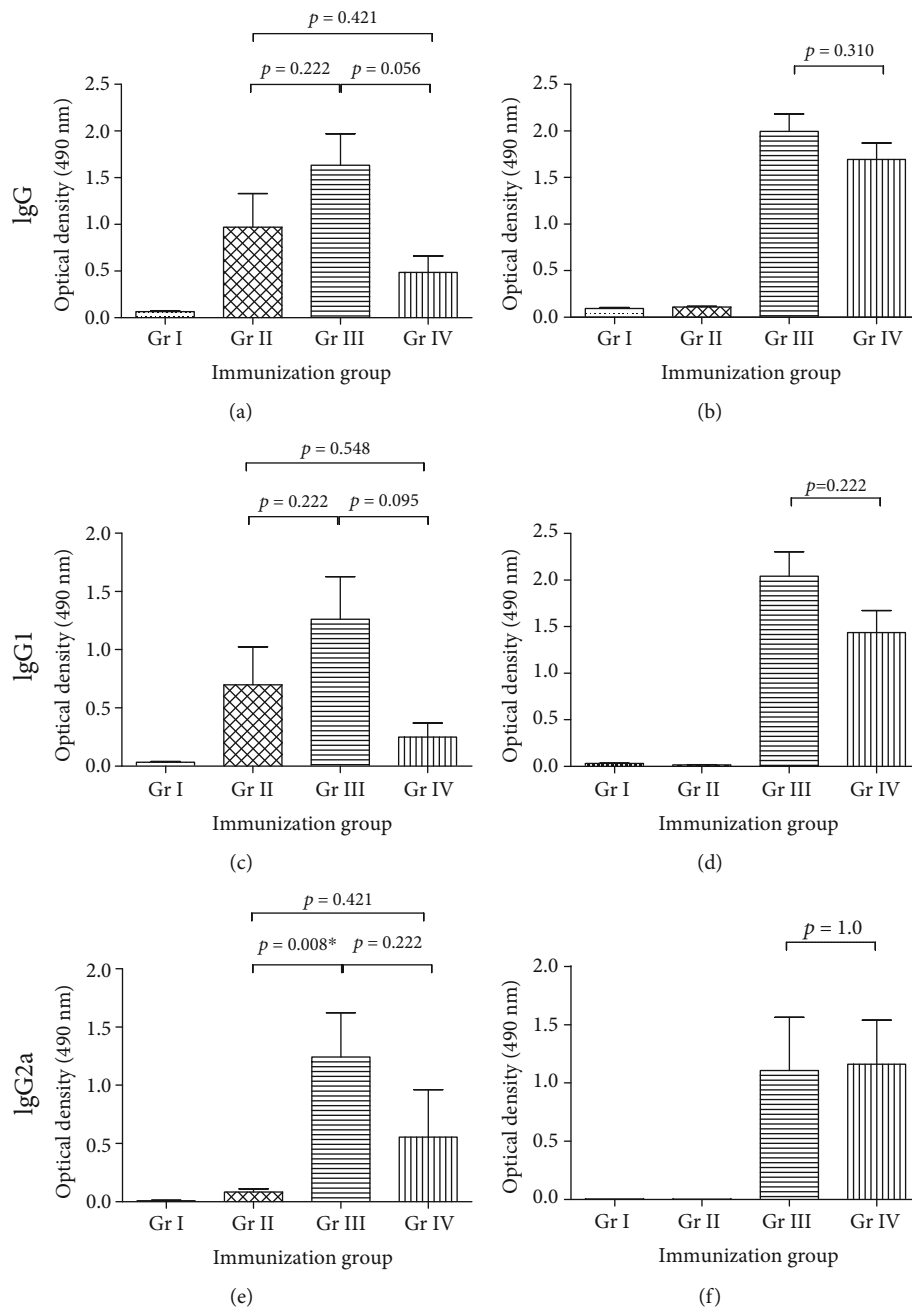 p = 0.421
p = 0.222 p = 0.056
IgG
Optical density (490 nm)
2.5
2.0
1.5
1.0
0.5
0.0
Gr I Gr II Gr III Gr IV
Immunization group
(a)
p = 0.310
Optical density (490 nm)
2.5
2.0
1.5
1.0
0.5
0.0
Gr I Gr II Gr III Gr IV
Immunization group
(b)
p = 0.548
p = 0.222 p = 0.095
IgG1
Optical density (490 nm)
2.0
1.5
1.0
0.5
0.0
Gr I Gr II Gr III Gr IV
Immunization group
(c)
p=0.222
Optical density (490 nm)
2.5
2.0
1.5
1.0
0.5
0.0
Gr I Gr II Gr III Gr IV
Immunization group
(d)
p = 0.421
p = 0.008* p = 0.222
IgG2a
Optical density (490 nm)
2.0
1.5
1.0
0.5
0.0
Gr I Gr II Gr III Gr IV
Immunization group
(e)
p = 1.0
Optical density (490 nm)
2.0
1.5
1.0
0.5
0.0
Gr I Gr II Gr III Gr IV
Immunization group
(f)